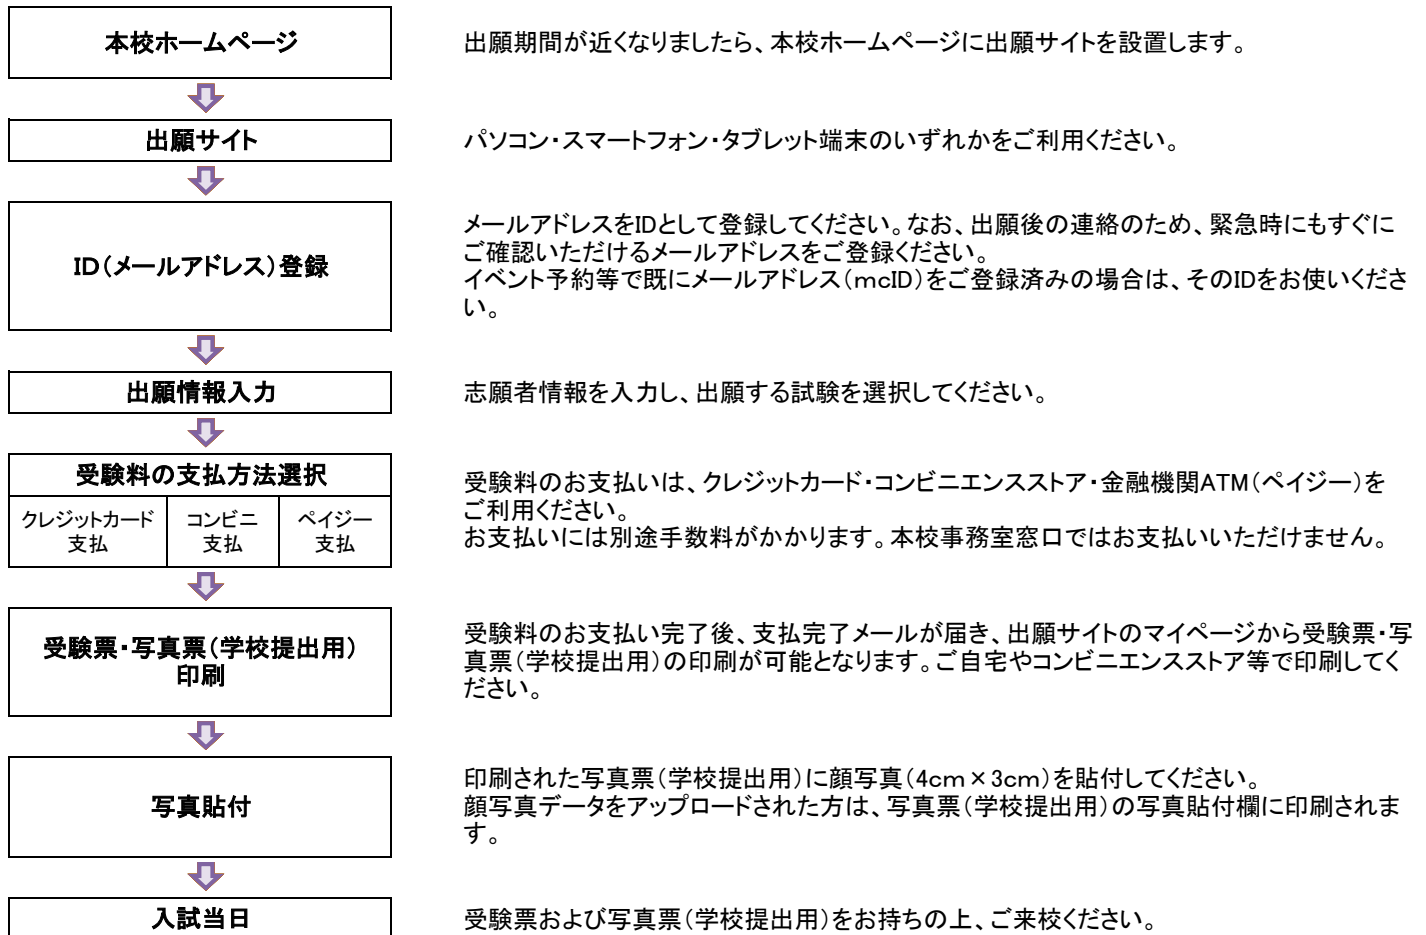 本校ホームページ
出願期間が近くなりましたら、本校ホームページに出願サイトを設置します。
出願サイト
パソコン・スマートフォン・タブレット端末のいずれかをご利用ください。
ID（メールアドレス）登録
メールアドレスをIDとして登録してください。なお、出願後の連絡のため、緊急時にもすぐに
ご確認いただけるメールアドレスをご登録ください。
イベント予約等で既にメールアドレス（mcID）をご登録済みの場合は、そのIDをお使いくださ
い。
出願情報入力
志願者情報を入力し、出願する試験を選択してください。
受験料の支払方法選択
クレジットカード
支払
コンビニ
支払
ペイジー
支払
受験料のお支払いは、クレジットカード・コンビニエンスストア・金融機関ATM（ペイジー）を
ご利用ください。
お支払いには別途手数料がかかります。本校事務室窓口ではお支払いいただけません。
受験票・写真票（学校提出用）
印刷
受験料のお支払い完了後、支払完了メールが届き、出願サイトのマイページから受験票・写
真票（学校提出用）の印刷が可能となります。ご自宅やコンビニエンスストア等で印刷してく
ださい。
写真貼付
印刷された写真票（学校提出用）に顔写真（4cm×3cm）を貼付してください。
顔写真データをアップロードされた方は、写真票（学校提出用）の写真貼付欄に印刷されま
す。
入試当日
受験票および写真票（学校提出用）をお持ちの上、ご来校ください。